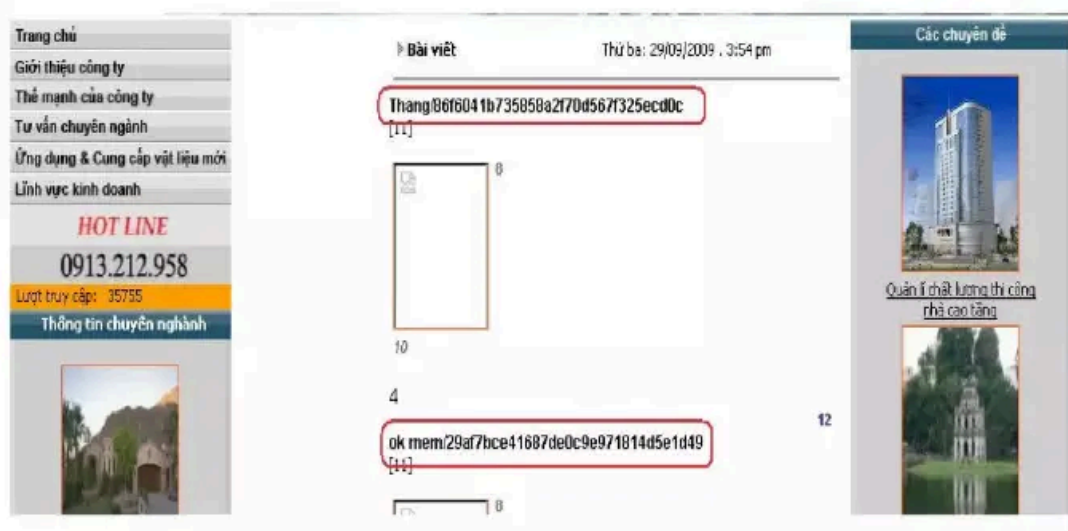 Trang chủ
Giới thiệu công ty
Thế mạnh của công ty
Tư vấn chuyên ngành
Ứng dụng & Cung cấp vật liệu mới
Lĩnh vực kinh doanh
HOT LINE
0913.212.958
Lượt truy cập: 35755
Thông tin chuyên nghành
Bài viết
Thứ ba: 29/09/2009 . 3:54 pm
Thang/86f6041b735858a2f70d567f325ecd0c
[11]
8
10
4
12
ok mem/29af7bce41687de0c9e971814d5e1d49
[11]
8
Các chuyên đề
Quản lí chất lượng thi công
nhà cao tầng